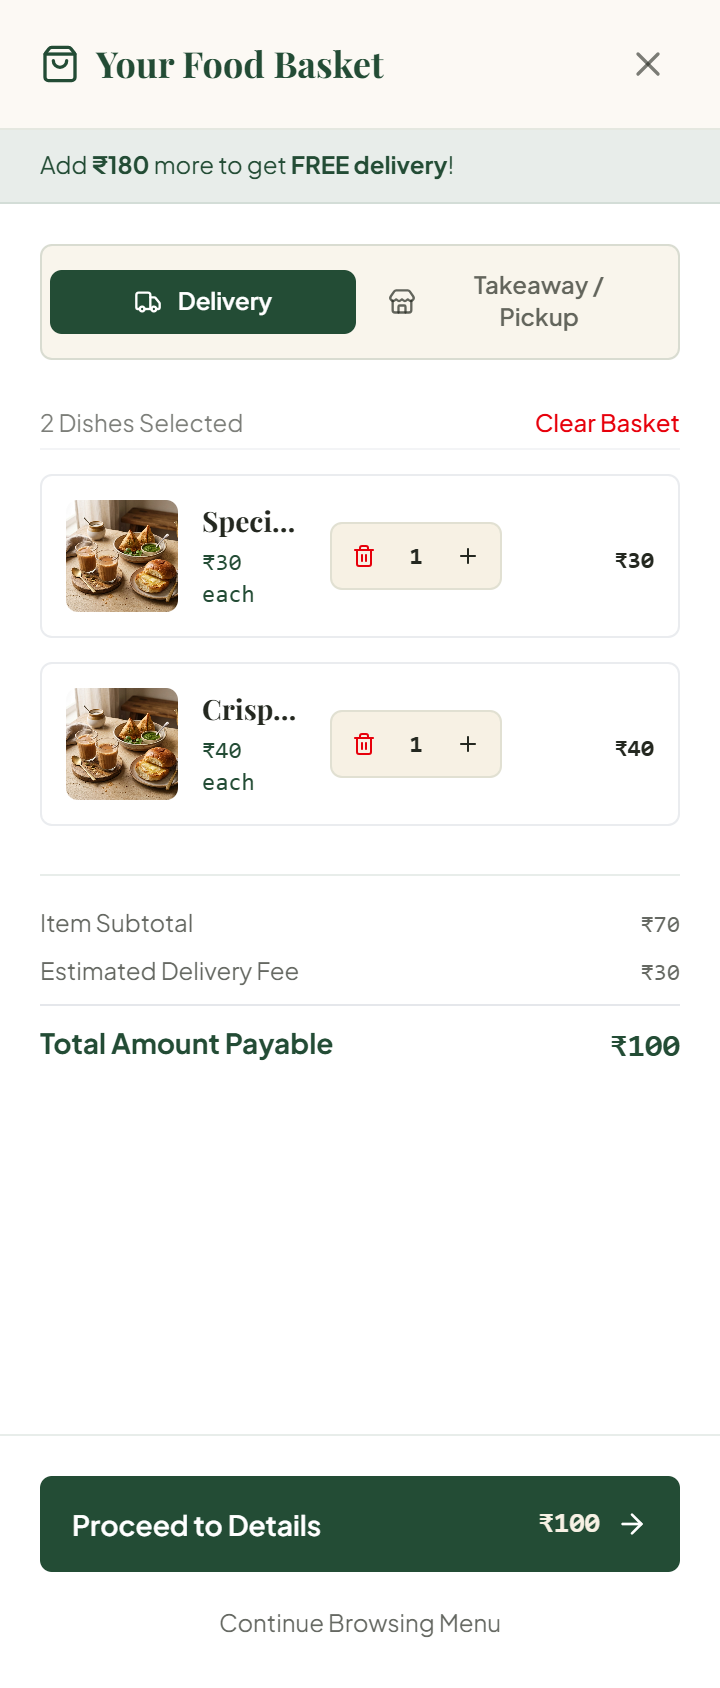 Your Food Basket
Add ₹180 more to get FREE delivery!
Delivery
Takeaway /
Pickup
2 Dishes Selected
Clear Basket
Speci...
₹30
each
1
₹30
Crisp...
₹40
each
1
₹40
Item Subtotal
₹70
Estimated Delivery Fee
₹30
Total Amount Payable
₹100
Proceed to Details
₹100
Continue Browsing Menu